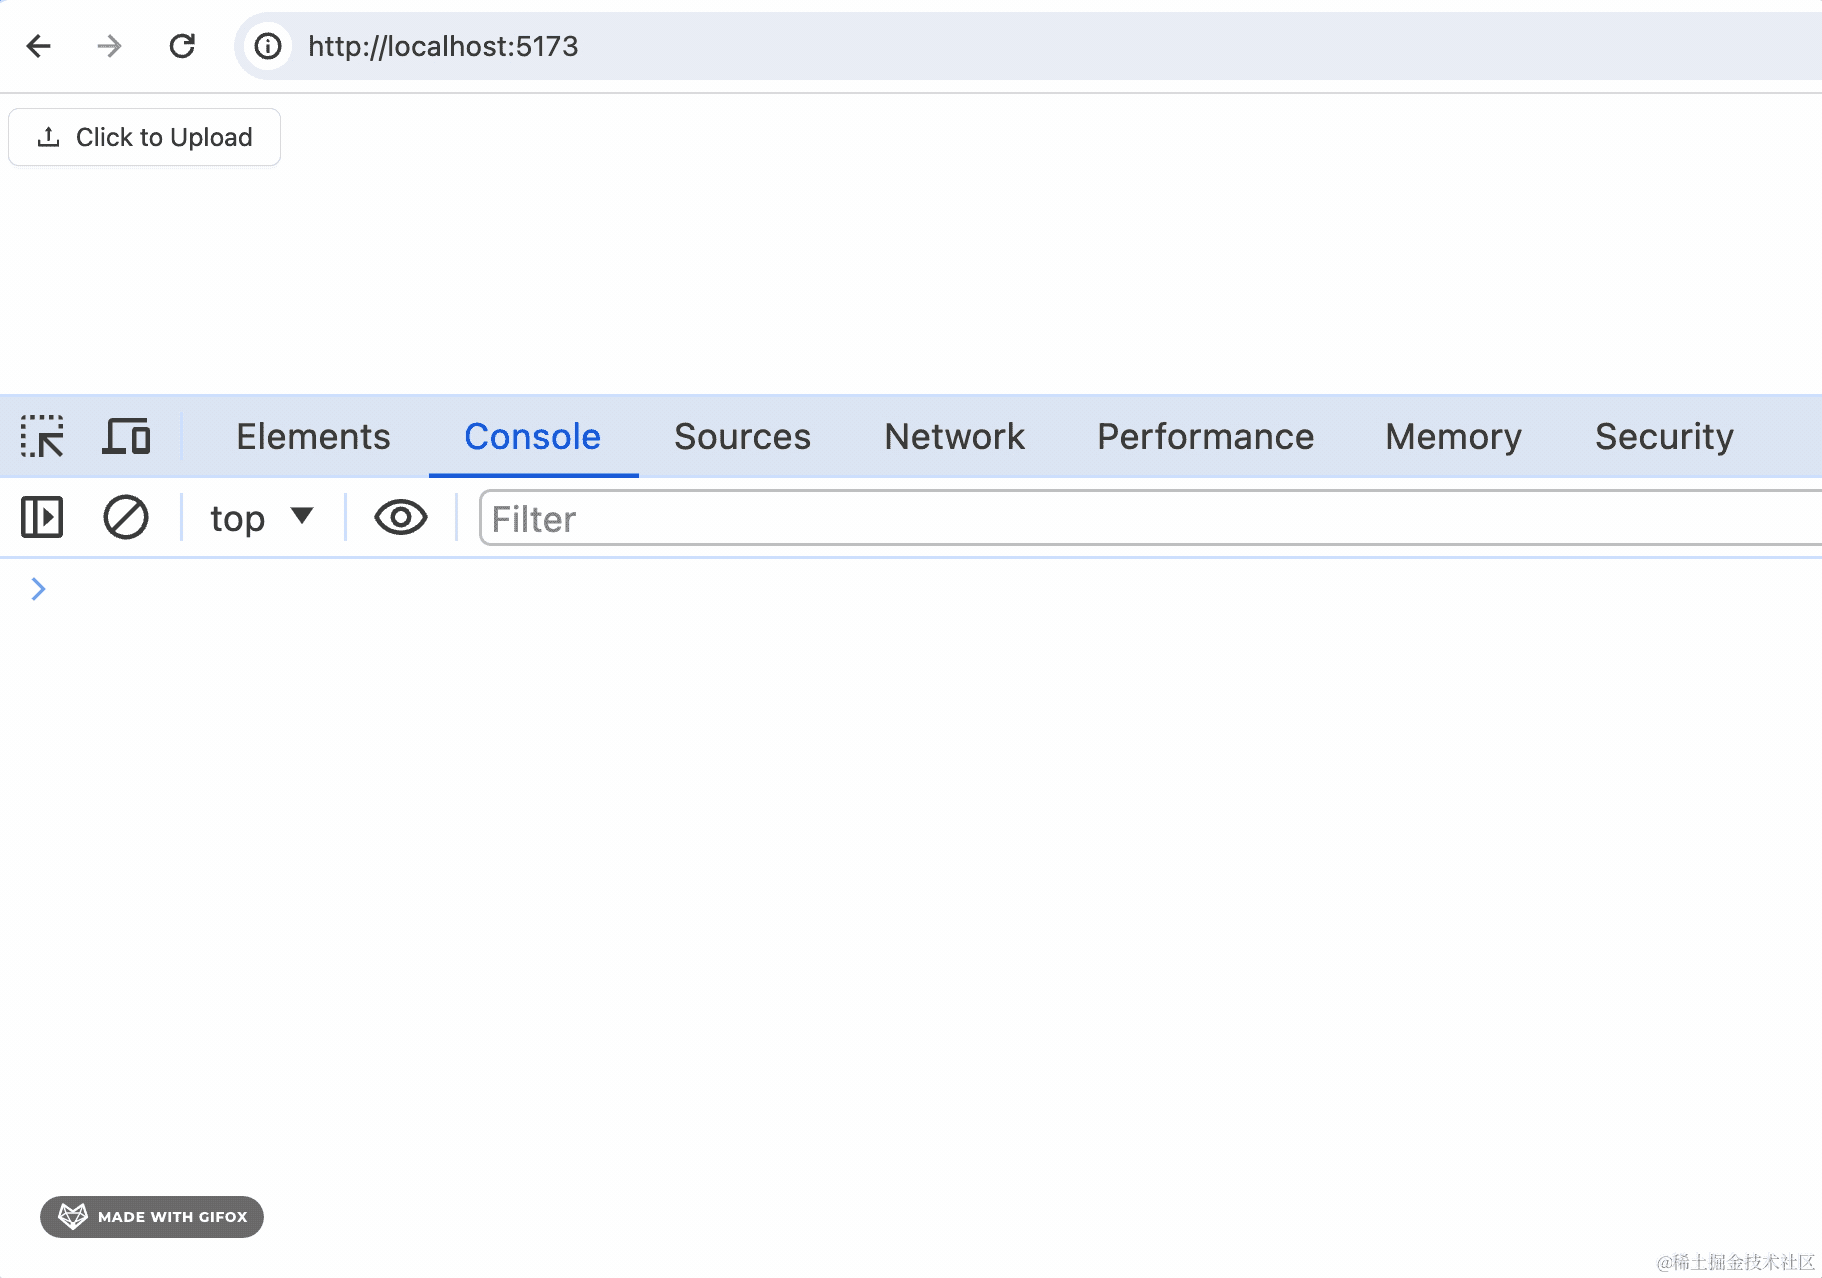 http://localhost:5173
Click to Upload
Elements Console Sources Network Performance Memory Security
top Filter
MADE WITH GIFOX
@稀土掘金技术社区